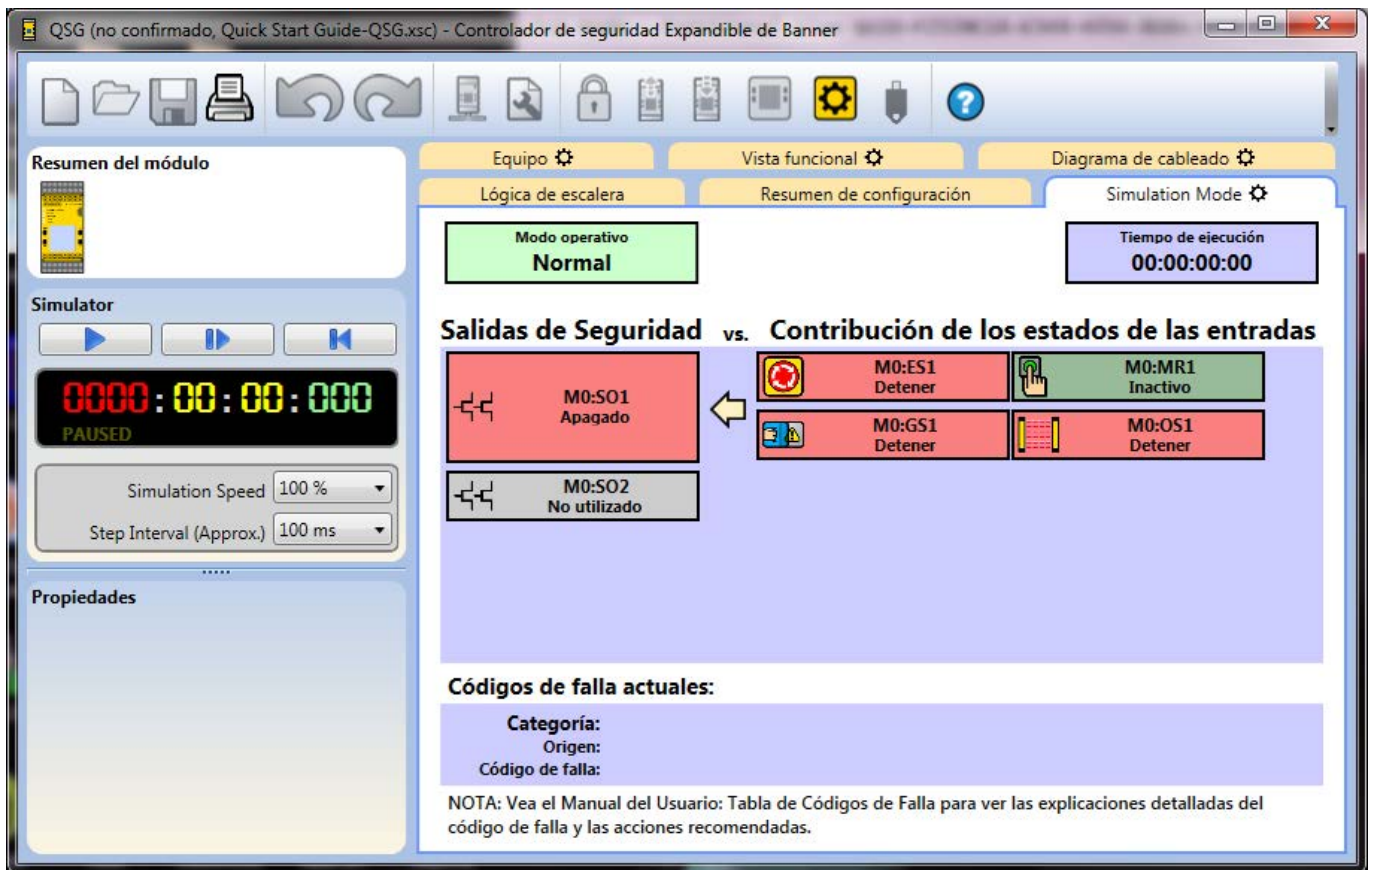 QSG (no confirmado, Quick Start Guide-QSG.xsc) - Controlador de seguridad Expandible de Banner
Resumen del módulo
Equipo
Vista funcional
Diagrama de cableado
Lógica de escalera
Resumen de configuración
Simulation Mode
Modo operativo
Normal
Tiempo de ejecución
00:00:00:00
Simulator
0000:00:00:000
PAUSED
Simulation Speed 100 %
Step Interval (Approx.) 100 ms
Propiedades
Salidas de Seguridad vs. Contribución de los estados de las entradas
M0:SO1
Apagado
M0:ES1
Detener
M0:MR1
Inactivo
M0:GS1
Detener
M0:OS1
Detener
M0:SO2
No utilizado
Códigos de falla actuales:
Categoría:
Origen:
Código de falla:
NOTA: Vea el Manual del Usuario: Tabla de Códigos de Falla para ver las explicaciones detalladas del
código de falla y las acciones recomendadas.